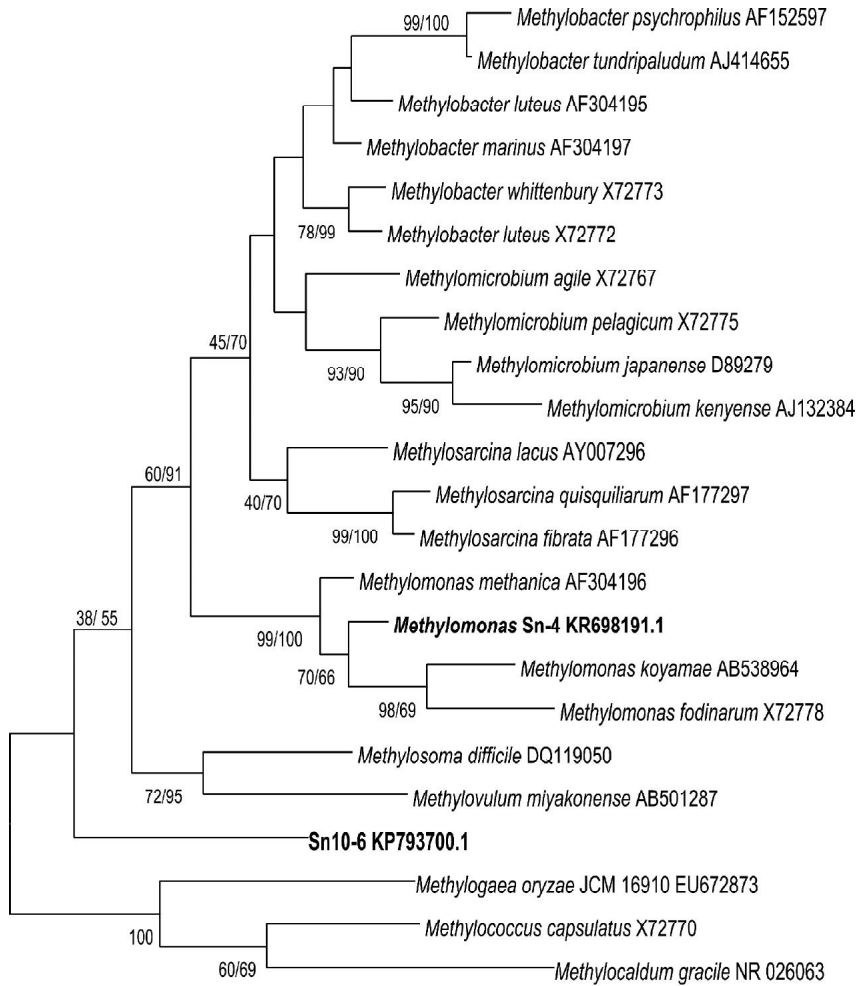 Methylobacter psychrophilus AF152597
99/100
Methylobacter tundripaludum AJ414655
Methylobacter luteus AF304195
Methylobacter marinus AF304197
Methylobacter whittenbury X72773
78/99
Methylobacter luteus X72772
Methylomicrobium agile X72767
Methylomicrobium pelagicum X72775
45/70
Methylomicrobium japanense D89279
93/90
95/90
Methylomicrobium kenyense AJ132384
Methylosarcina lacus AY007296
60/91
Methylosarcina quisquiliarum AF177297
40/70
99/100
Methylosarcina fibrata AF177296
Methylomonas methanica AF304196
38/ 55
Methylomonas Sn-4 KR698191.1
99/100
Methylomonas koyamae AB538964
70/66
98/69
Methylomonas fodinarum X72778
Methylosoma difficile DQ119050
72/95
Methylovulum miyakonense AB501287
Sn10-6 KP793700.1
Methylogaea oryzae JCM 16910 EU672873
Methylococcus capsulatus X72770
100
60/69
Methylocaldum gracile NR 026063